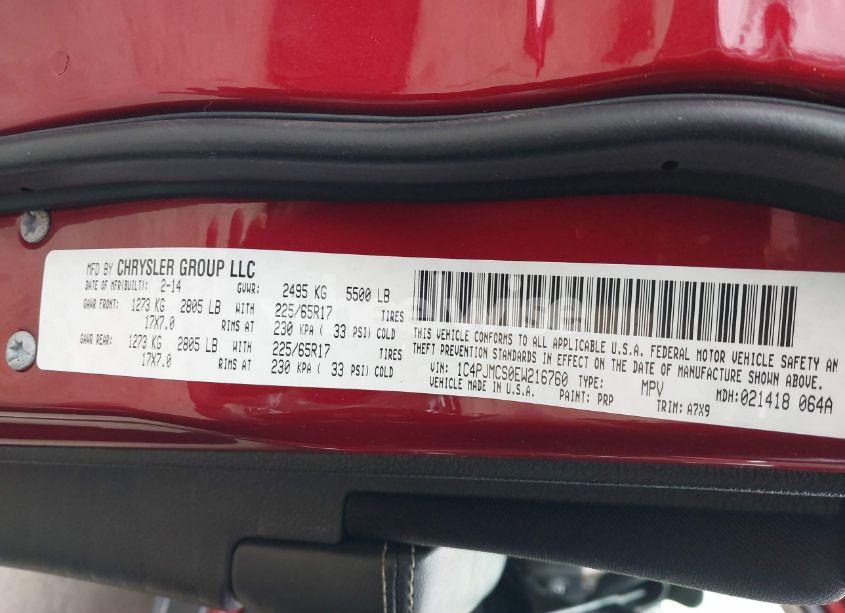 MFD BY CHRYSLER GROUP LLC
DATE OF MFR(BUILT): 2-14 GVWR: 2495 KG 5500 LB
GAWR FRONT: 1273 KG 2805 LB WITH 225/65R17 TIRES
17X7.0 RIMS AT 230 KPA ( 33 PSI) COLD
GAWR REAR: 1273 KG 2805 LB WITH 225/65R17 TIRES
17X7.0 RIMS AT 230 KPA ( 33 PSI) COLD
THIS VEHICLE CONFORMS TO ALL APPLICABLE U.S.A. FEDERAL MOTOR VEHICLE SAFETY AN
THEFT PREVENTION STANDARDS IN EFFECT ON THE DATE OF MANUFACTURE SHOWN ABOVE.
VIN: 1C4PJMCS0EW216760 TYPE: MPV MDH:021418 064A
VEHICLE MADE IN U.S.A. PAINT: PRP TRIM: A7X9